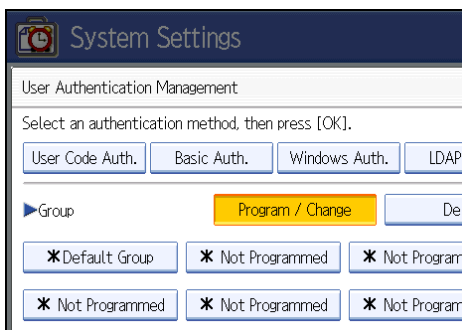 System Settings
User Authentication Management
Select an authentication method, then press [OK].
User Code Auth. Basic Auth. Windows Auth. LDAP
►Group Program / Change De
*Default Group * Not Programmed * Not Program
* Not Programmed * Not Programmed * Not Program